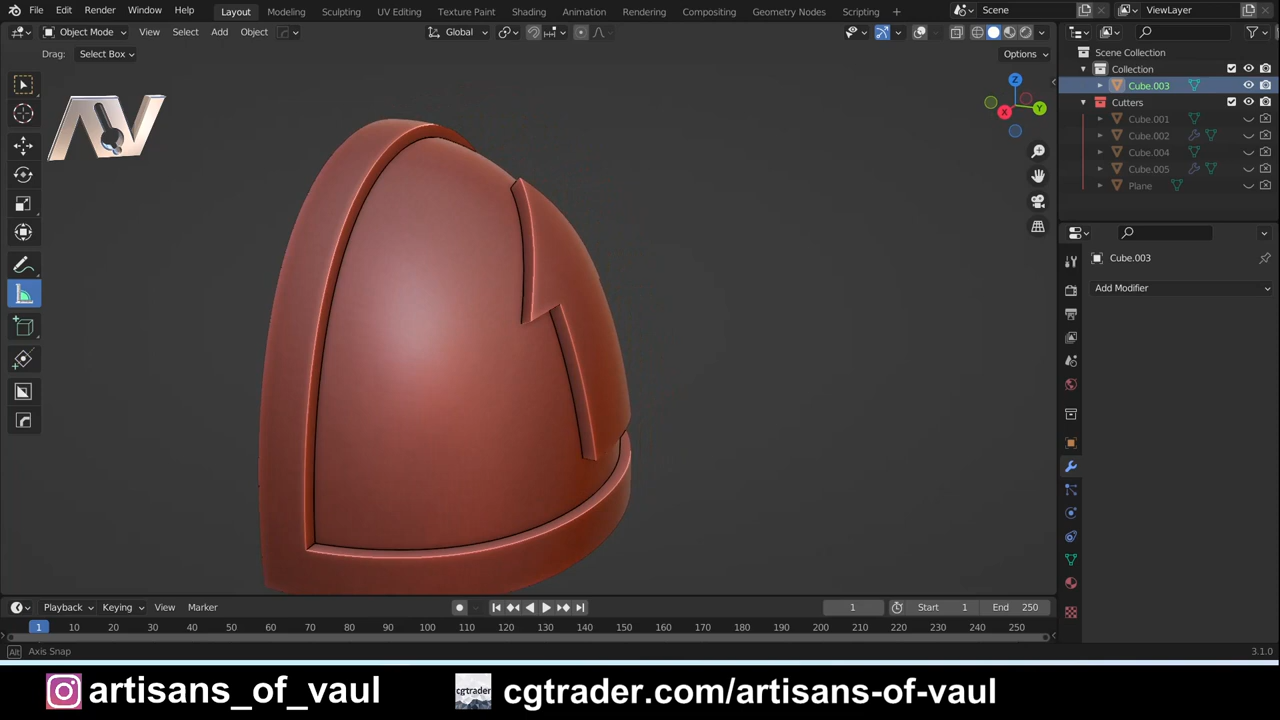 File Edit Render Window Help Layout Modeling Sculpting UV Editing Texture Paint Shading Animation Rendering Compositing Geometry Nodes Scripting + Scene ViewLayer
Object Mode View Select Add Object Global
Drag: Select Box Options
Scene Collection
Collection
Cube.003
Cutters
Cube.001
Cube.002
Cube.004
Cube.005
Plane
Z
Y
X
AV
Cube.003
Add Modifier
Playback Keying View Marker 1 Start 1 End 250
1 10 20 30 40 50 60 70 80 90 100 110 120 130 140 150 160 170 180 190 200 210 220 230 240 250
Alt Axis Snap 3.1.0
artisans_of_vaul cgtrader cgtrader.com/artisans-of-vaul